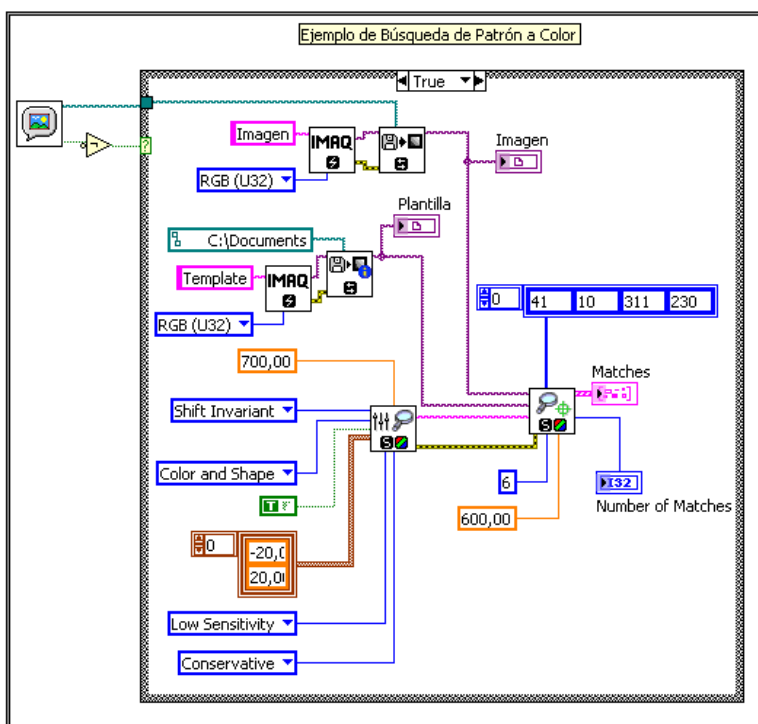 Ejemplo de Búsqueda de Patrón a Color
True
Imagen
IMAQ
Imagen
RGB (U32)
Plantilla
C:\Documents
Template
IMAQ
RGB (U32)
0
41
10
311
230
700,00
Matches
Shift Invariant
S
S
Color and Shape
6
I32
T
Number of Matches
600,00
0
-20,0
20,0
Low Sensitivity
Conservative